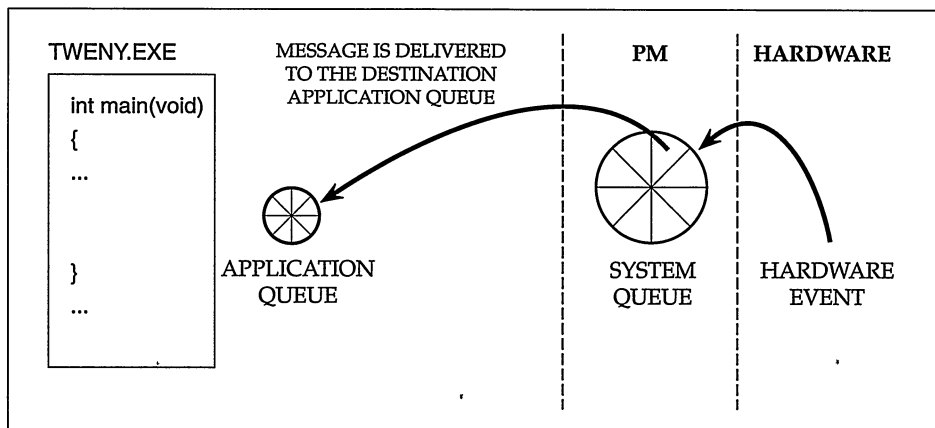 TWENY.EXE
int main(void)
{
...
}
...
MESSAGE IS DELIVERED
TO THE DESTINATION
APPLICATION QUEUE
PM
HARDWARE
APPLICATION
QUEUE
SYSTEM
QUEUE
HARDWARE
EVENT